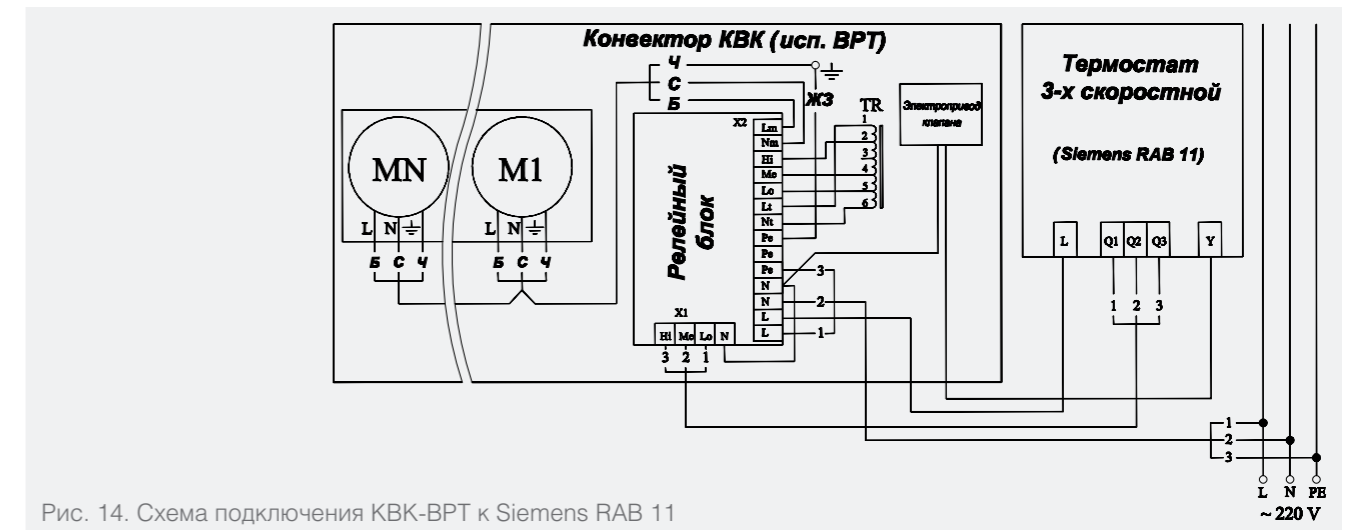 Конвектор КВК (исп. ВРТ)
Ч
С
Б
ЖЗ
TR
1
2
3
4
5
6
Электропривод
клапана
Термостат
3-х скоростной
(Siemens RAB 11)
L
Q1
Q2
Q3
Y
1 2 3
MN
M1
L N
L N
Б С Ч
Б С Ч
Релейный
блок
X2
Lm
Nm
Hi
Me
Lo
Lt
Nt
Pe
Pe
Pe
N
N
L
L
3
2
1
X1
Hi Me Lo N
3 2 1
1
2
3
L N PE
~ 220 V
Рис. 14. Схема подключения КВК-ВРТ к Siemens RAB 11